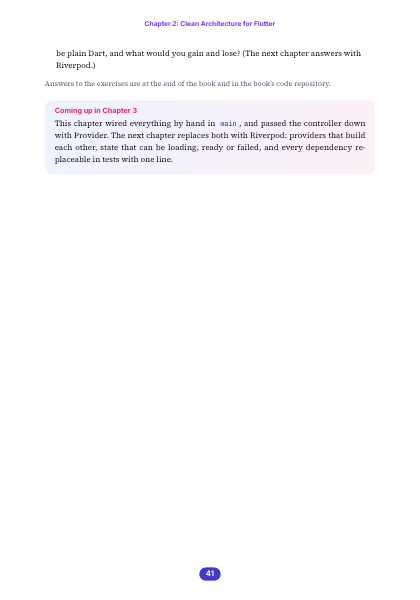 Chapter 2: Clean Architecture for Flutter
be plain Dart, and what would you gain and lose? (The next chapter answers with
Riverpod.)
Answers to the exercises are at the end of the book and in the book's code repository.
Coming up in Chapter 3
This chapter wired everything by hand in main, and passed the controller down
with Provider. The next chapter replaces both with Riverpod: providers that build
each other, state that can be loading, ready or failed, and every dependency re-
placeable in tests with one line.
41